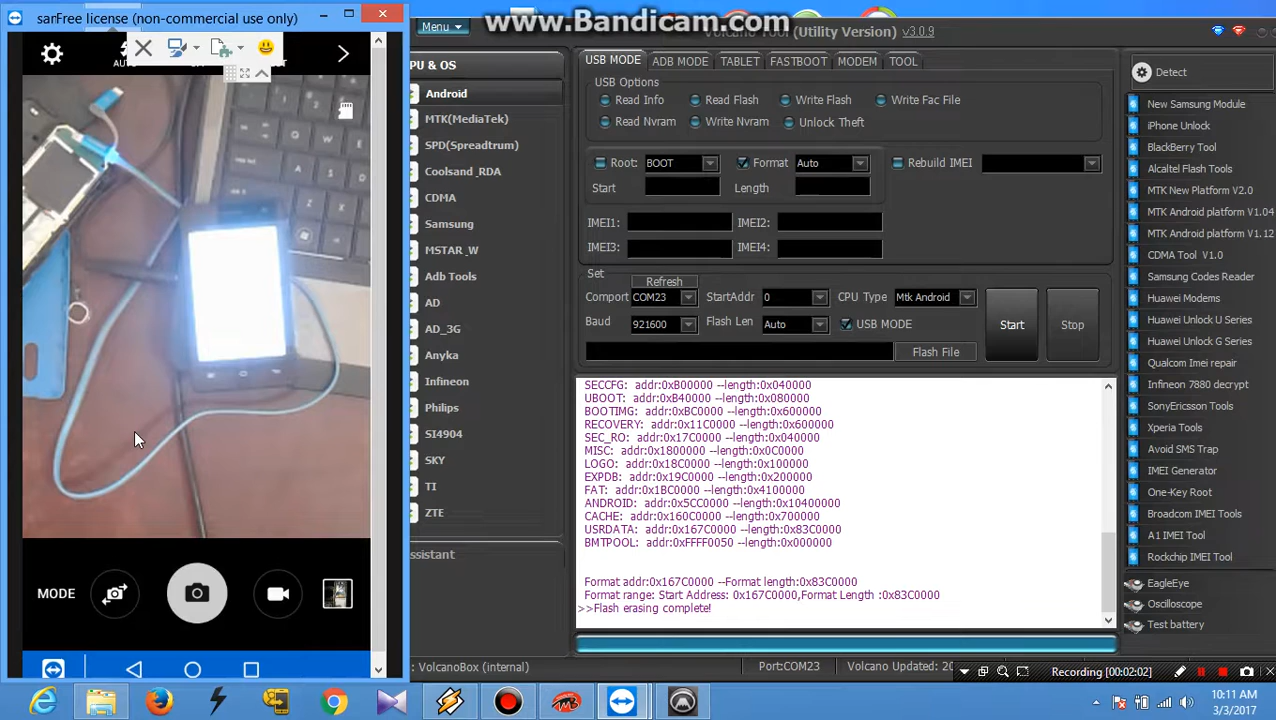 www.Bandicam.com
sarFree license (non-commercial use only)
Menu
Volcano Tool (Utility Version) v3.0.9
AUTO
PU & OS
Android
MTK(MediaTek)
SPD(Spreadtrum)
Coolsand_RDA
CDMA
Samsung
MSTAR_W
Adb Tools
AD
AD_3G
Anyka
Infineon
Philips
SI4904
SKY
TI
ZTE
ssistant
USB MODE ADB MODE TABLET FASTBOOT MODEM TOOL
USB Options
Read Info Read Flash Write Flash Write Fac File
Read Nvram Write Nvram Unlock Theft
Root: BOOT Format Auto Rebuild IMEI
Start Length
IMEI1: IMEI2:
IMEI3: IMEI4:
Set
Refresh
Comport COM23 StartAddr 0 CPU Type Mtk Android
Baud 921600 Flash Len Auto USB MODE
Start Stop
Flash File
SECCFG: addr:0xB00000 --length:0x040000
UBOOT: addr:0xB40000 --length:0x080000
BOOTIMG: addr:0xBC0000 --length:0x600000
RECOVERY: addr:0x11C0000 --length:0x600000
SEC_RO: addr:0x17C0000 --length:0x040000
MISC: addr:0x1800000 --length:0x0C0000
LOGO: addr:0x18C0000 --length:0x100000
EXPDB: addr:0x19C0000 --length:0x200000
FAT: addr:0x1BC0000 --length:0x4100000
ANDROID: addr:0x5CC0000 --length:0x10400000
CACHE: addr:0x160C0000 --length:0x700000
USRDATA: addr:0x167C0000 --length:0x83C0000
BMTPOOL: addr:0xFFFF0050 --length:0x000000
Format addr:0x167C0000 --Format length:0x83C0000
Format range: Start Address: 0x167C0000,Format Length :0x83C0000
>>Flash erasing complete!
Detect
New Samsung Module
iPhone Unlock
BlackBerry Tool
Alcaltel Flash Tools
MTK New Platform V2.0
MTK Android platform V1.04
MTK Android platform V1.12
CDMA Tool V1.0
Samsung Codes Reader
Huawei Modems
Huawei Unlock U Series
Huawei Unlock G Series
Qualcom Imei repair
Infineon 7880 decrypt
SonyEricsson Tools
Xperia Tools
Avoid SMS Trap
IMEI Generator
One-Key Root
Broadcom IMEI Tools
A1 IMEI Tool
Rockchip IMEI Tool
EagleEye
Oscilloscope
Test battery
MODE
: VolcanoBox (internal) Port:COM23 Volcano Updated: 20
Recording [00:02:02]
10:11 AM
3/3/2017